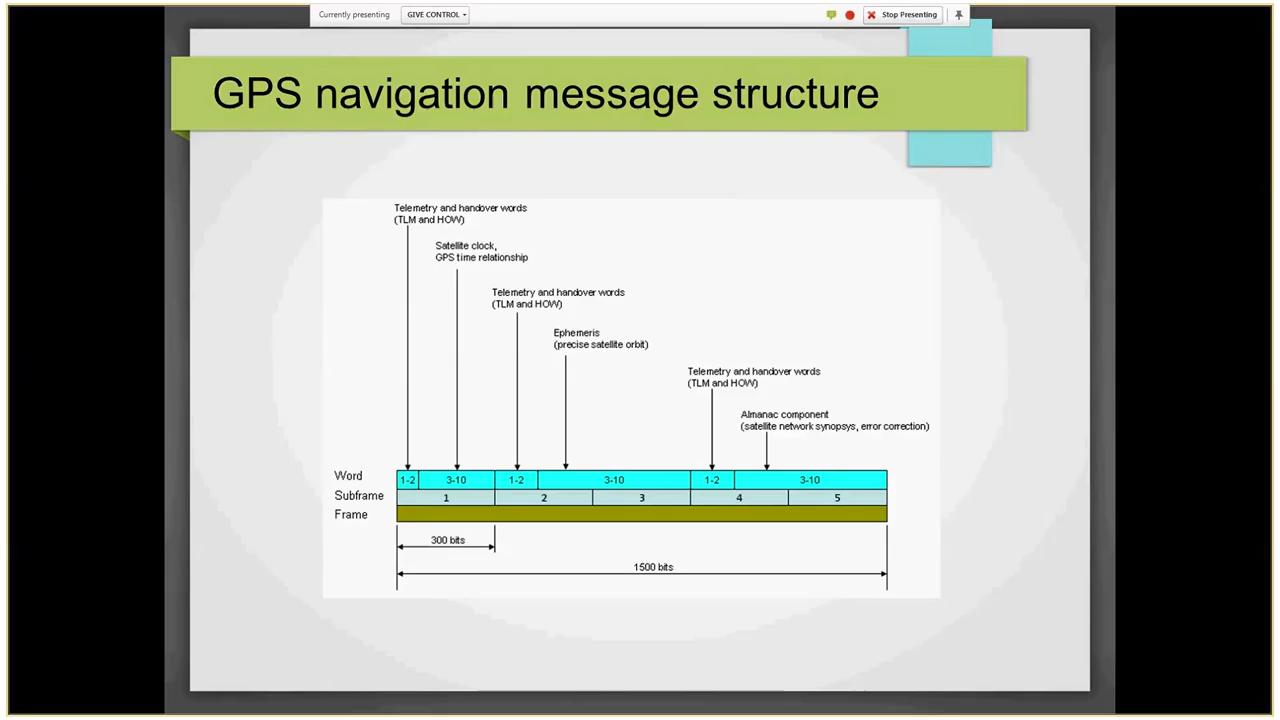 Currently presenting GIVE CONTROL Stop Presenting
GPS navigation message structure
Telemetry and handover words
(TLM and HOW)
Satellite clock,
GPS time relationship
Telemetry and handover words
(TLM and HOW)
Ephemeris
(precise satellite orbit)
Telemetry and handover words
(TLM and HOW)
Almanac component
(satellite network synopsys, error correction)
Word 1-2 3-10 1-2 3-10 1-2 3-10
Subframe 1 2 3 4 5
Frame
300 bits
1500 bits